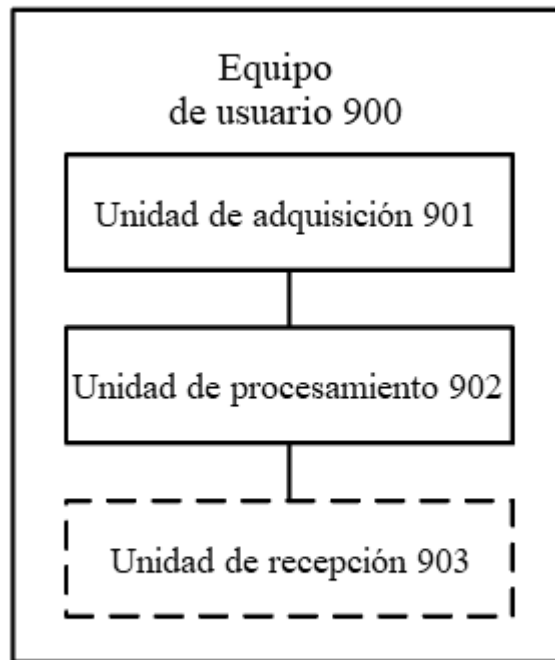 Equipo
de usuario 900
Unidad de adquisición 901
Unidad de procesamiento 902
Unidad de recepción 903